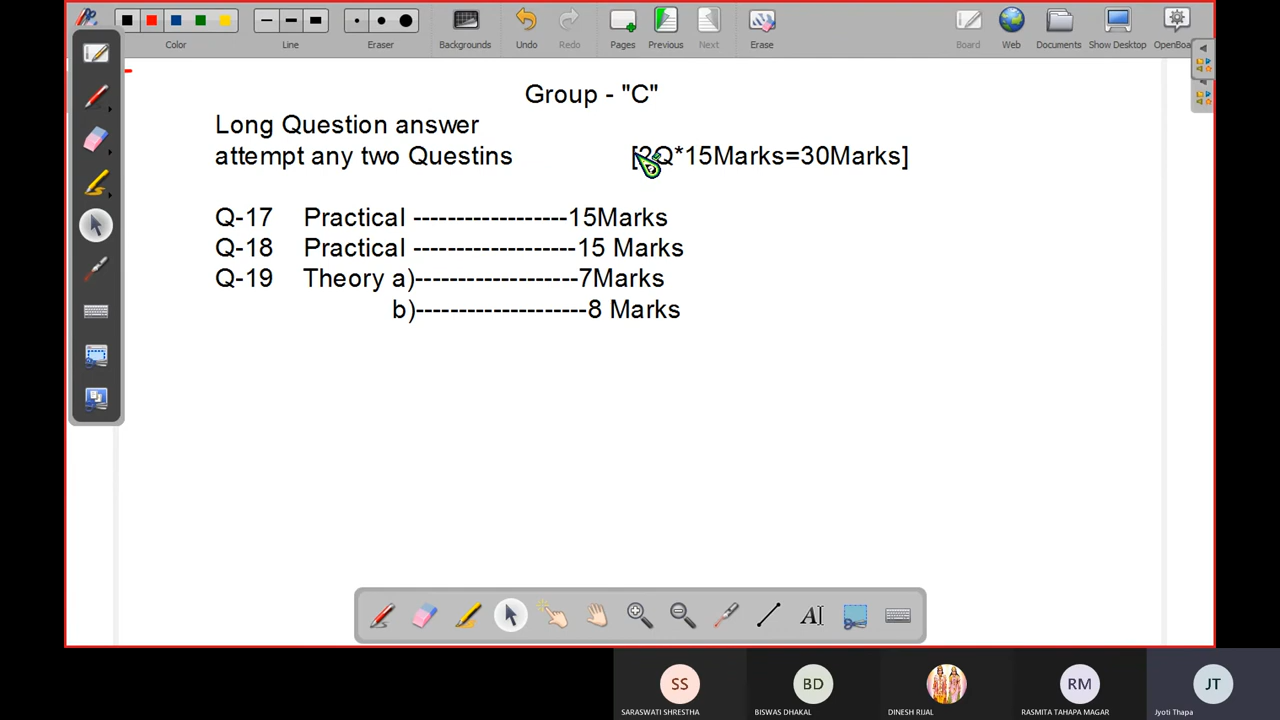 Color
Line
Eraser
Backgrounds
Undo
Redo
Pages
Previous
Next
Erase
Board
Web
Documents
Show Desktop
OpenBoa
Group - "C"
Long Question answer
attempt any two Questins [2Q*15Marks=30Marks]
Q-17 Practical ------------------15Marks
Q-18 Practical -------------------15 Marks
Q-19 Theory a)-------------------7Marks
b)--------------------8 Marks
AI
SS
BD
RM
JT
SARASWATI SHRESTHA
BISWAS DHAKAL
DINESH RIJAL
RASMITA TAHAPA MAGAR
Jyoti Thapa